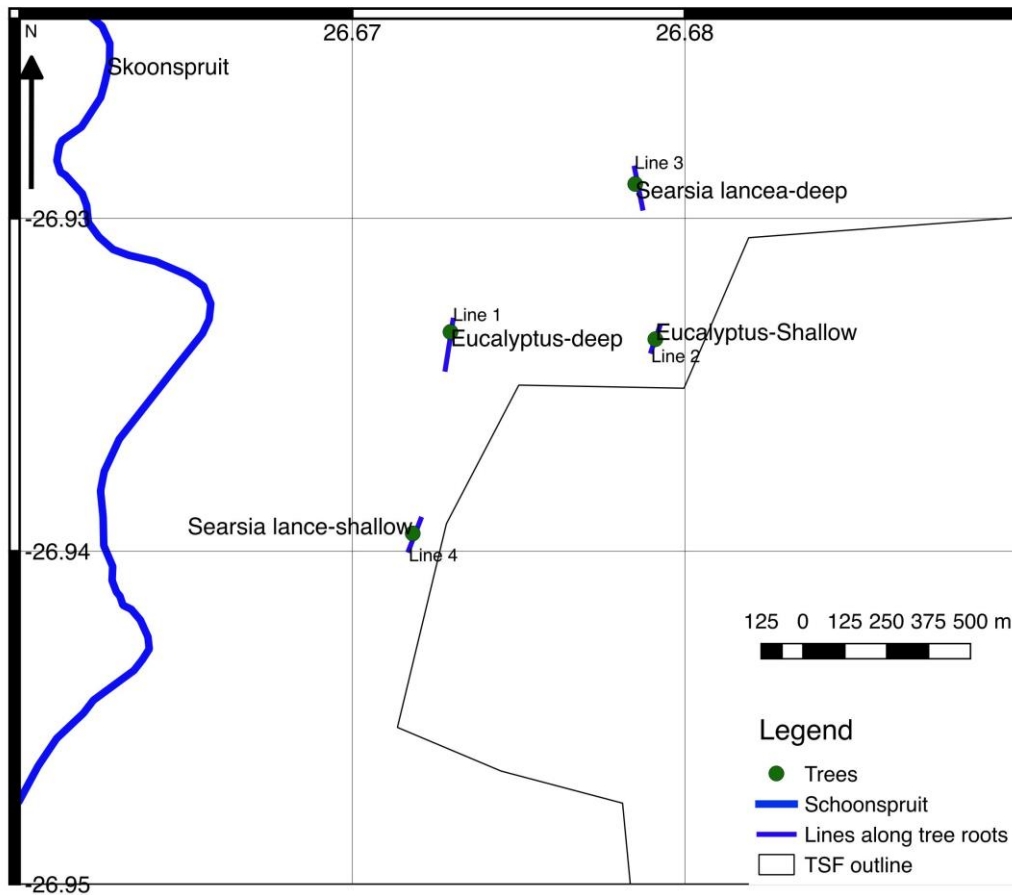 N
26.67
26.68
Skoonspruit
Line 3
Searsia lancea-deep
-26.93
Line 1
Eucalyptus-deep
Eucalyptus-Shallow
Line 2
Searsia lance-shallow
Line 4
-26.94
125 0 125 250 375 500 m
Legend
Trees
Schoonspruit
Lines along tree roots
TSF outline
-26.95